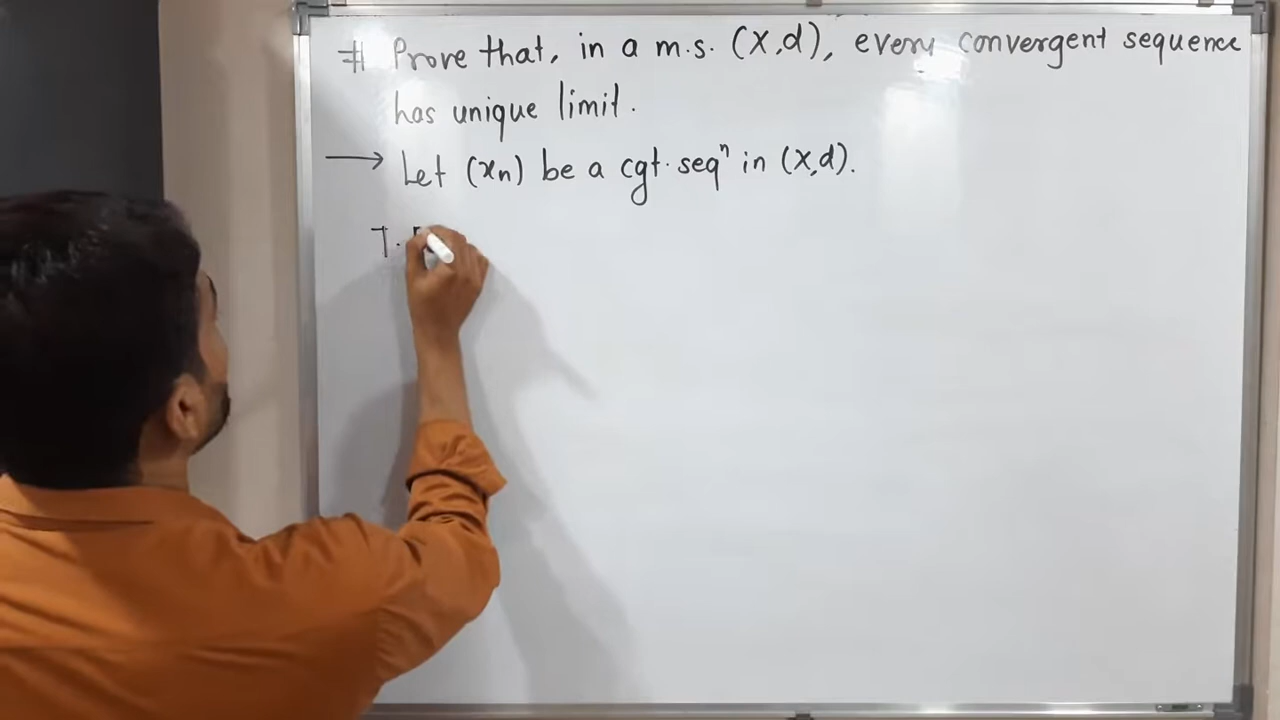 # Prove that, in a m.s. (X,d), every convergent sequence
has unique limit.
→ Let (xn) be a cgt. seqⁿ in (X,d).
T.